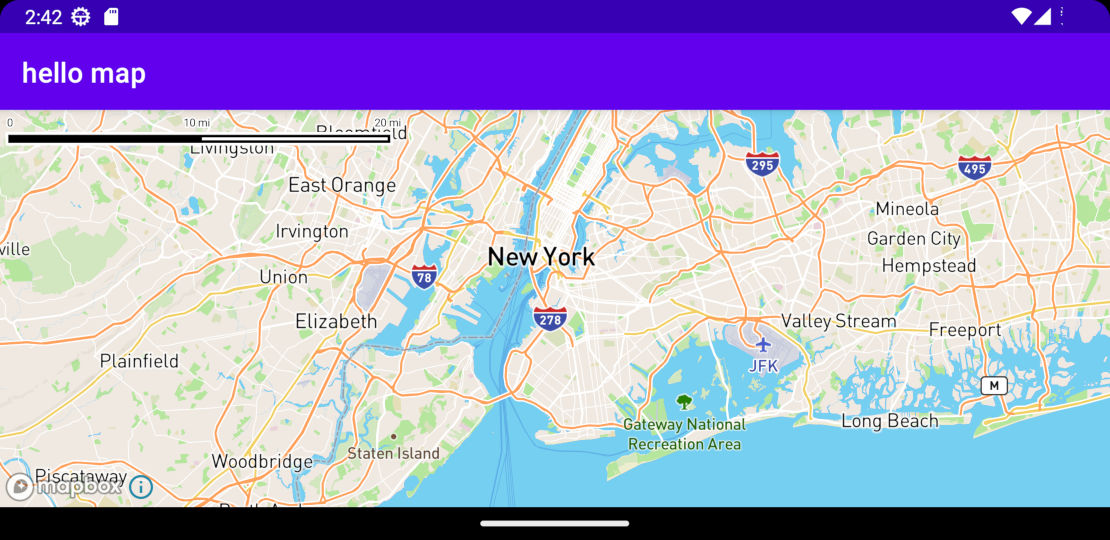 2:42
hello map
0 10 mi 20 mi
Bloomfield
Livingston
295
495
East Orange
Mineola
Irvington
Garden City
ville
New York
Hempstead
Union
78
278
Elizabeth
Valley Stream
Freeport
Plainfield
JFK
M
Long Beach
Gateway National
Recreation Area
Staten Island
Woodbridge
Piscataway
mapbox
i